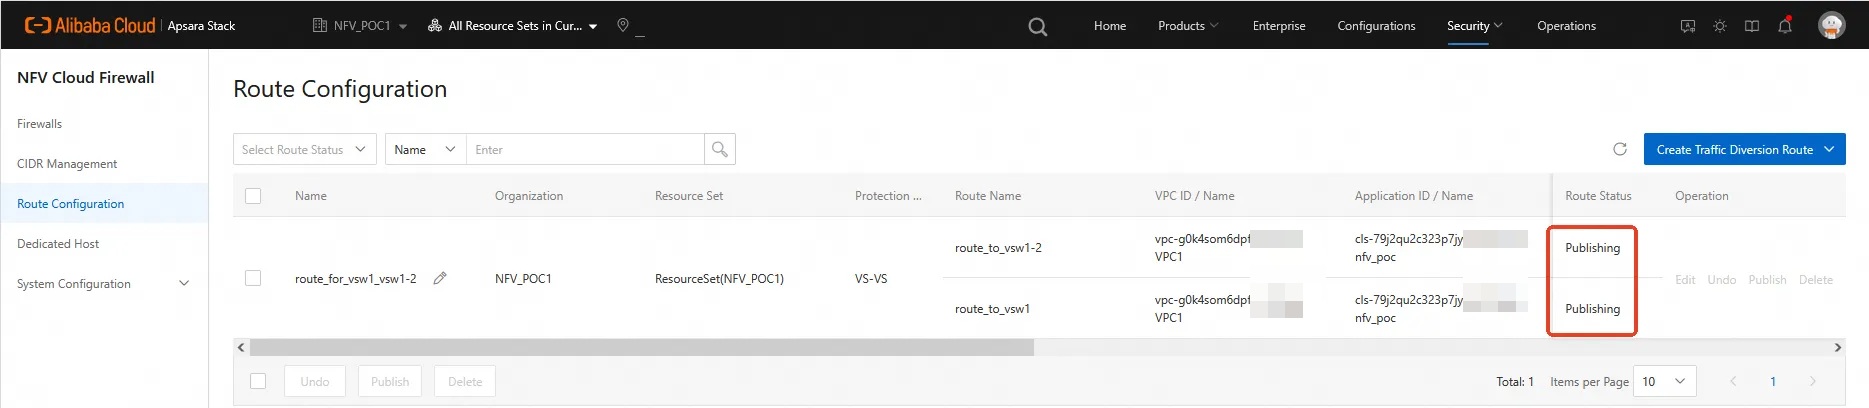 Alibaba Cloud | Apsara Stack NFV_POC1 All Resource Sets in Cur... _ Home Products Enterprise Configurations Security Operations
NFV Cloud Firewall
Firewalls
CIDR Management
Route Configuration
Dedicated Host
System Configuration
Route Configuration
Select Route Status Name Enter Create Traffic Diversion Route
Name Organization Resource Set Protection ... Route Name VPC ID / Name Application ID / Name Route Status Operation
route_for_vsw1_vsw1-2 NFV_POC1 ResourceSet(NFV_POC1) VS-VS
route_to_vsw1-2 vpc-g0k4som6dpf cls-79j2qu2c323p7jy Publishing
VPC1 nfv_poc
Edit Undo Publish Delete
route_to_vsw1 vpc-g0k4som6dpf cls-79j2qu2c323p7jy Publishing
VPC1 nfv_poc
Undo Publish Delete Total: 1 Items per Page 10 1